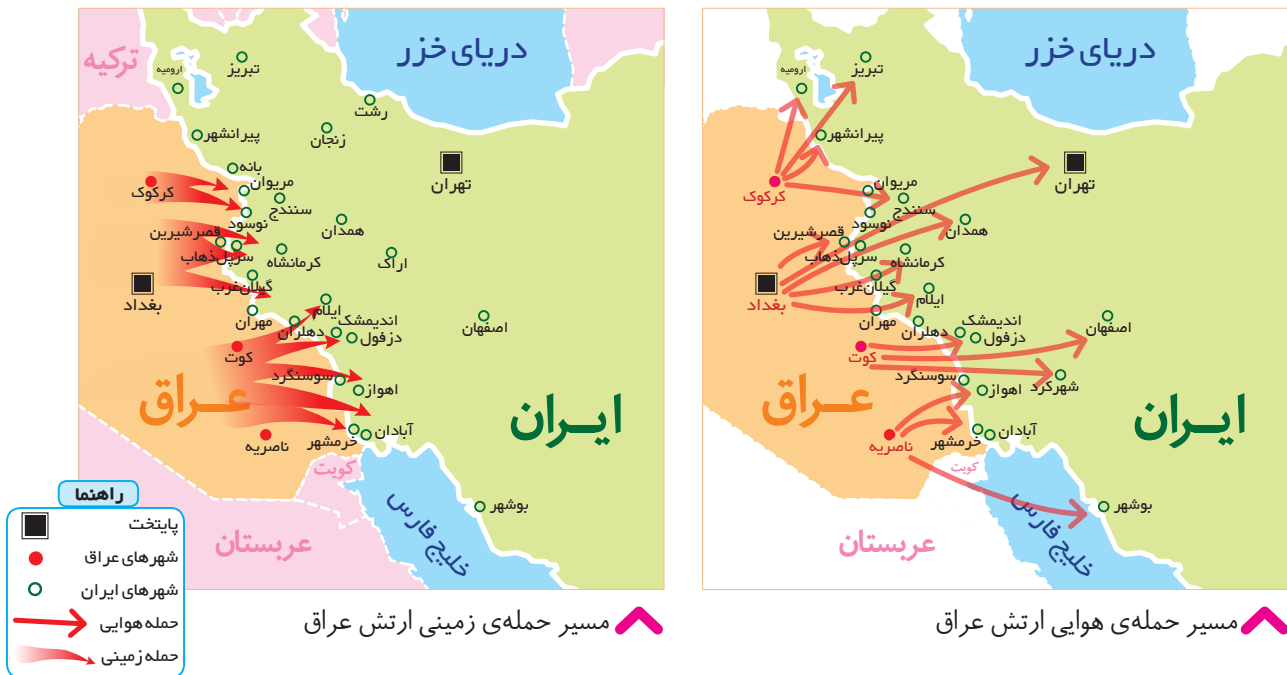 دریای خزر
تبریز
ارومیه
پیرانشهر
تهران
کرکوک
مریوان
سنندج
نوسود
همدان
قصرشیرین
سرپل‌ذهاب
کرمانشاه
بغداد
گیلان‌غرب
ایلام
مهران
دهلران
اندیمشک
دزفول
اصفهان
کوت
سوسنگرد
اهواز
شهرکرد
عـراق
ایـران
ناصریه
خرمشهر
آبادان
کویت
بوشهر
خلیج فارس
عربستان
مسیر حمله‌ی هوایی ارتش عراق
ترکیه
دریای خزر
تبریز
ارومیه
رشت
پیرانشهر
زنجان
بانه
تهران
کرکوک
مریوان
سنندج
نوسود
همدان
قصرشیرین
سرپل‌ذهاب
کرمانشاه
اراک
بغداد
گیلان‌غرب
ایلام
مهران
دهلران
اندیمشک
دزفول
اصفهان
کوت
سوسنگرد
اهواز
عـراق
ایـران
ناصریه
خرمشهر
آبادان
کویت
بوشهر
خلیج فارس
عربستان
راهنما
پایتخت
شهرهای عراق
شهرهای ایران
حمله هوایی
حمله زمینی
مسیر حمله‌ی زمینی ارتش عراق